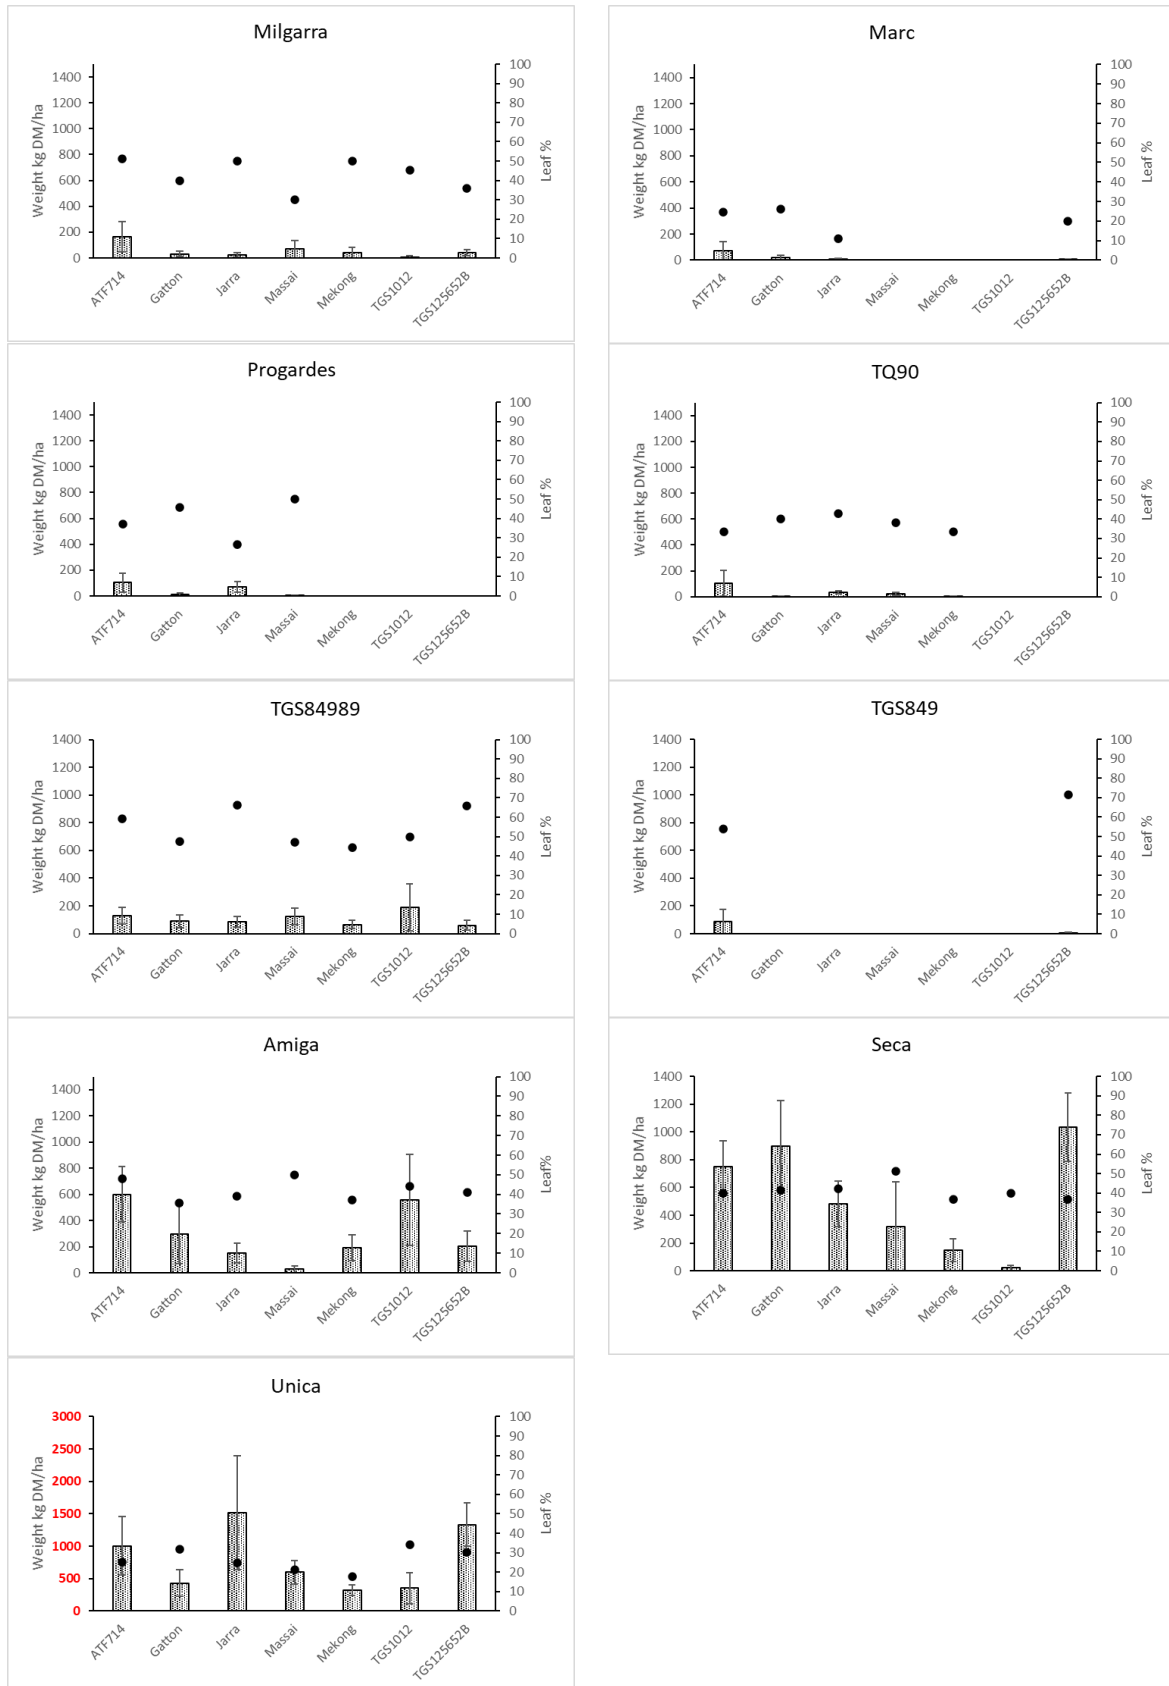 Milgarra
Weight kg DM/ha
1400
1200
1000
800
600
400
200
0
100
90
80
70
60
50
40
30
20
10
0
Leaf %
ATF714
Gatton
Jarra
Massai
Mekong
TGS1012
TGS125652B
Marc
Weight kg DM/ha
1400
1200
1000
800
600
400
200
0
100
90
80
70
60
50
40
30
20
10
0
Leaf %
ATF714
Gatton
Jarra
Massai
Mekong
TGS1012
TGS125652B
Progardes
Weight kg DM/ha
1400
1200
1000
800
600
400
200
0
100
90
80
70
60
50
40
30
20
10
0
Leaf %
ATF714
Gatton
Jarra
Massai
Mekong
TGS1012
TGS125652B
TQ90
Weight kg DM/ha
1400
1200
1000
800
600
400
200
0
100
90
80
70
60
50
40
30
20
10
0
Leaf %
ATF714
Gatton
Jarra
Massai
Mekong
TGS1012
TGS125652B
TGS84989
Weight kg DM/ha
1400
1200
1000
800
600
400
200
0
100
90
80
70
60
50
40
30
20
10
0
Leaf %
ATF714
Gatton
Jarra
Massai
Mekong
TGS1012
TGS125652B
TGS849
Weight kg DM/ha
1400
1200
1000
800
600
400
200
0
100
90
80
70
60
50
40
30
20
10
0
Leaf %
ATF714
Gatton
Jarra
Massai
Mekong
TGS1012
TGS125652B
Amiga
Weight kg DM/ha
1400
1200
1000
800
600
400
200
0
100
90
80
70
60
50
40
30
20
10
0
Leaf%
ATF714
Gatton
Jarra
Massai
Mekong
TGS1012
TGS125652B
Seca
Weight kg DM/ha
1400
1200
1000
800
600
400
200
0
100
90
80
70
60
50
40
30
20
10
0
Leaf %
ATF714
Gatton
Jarra
Massai
Mekong
TGS1012
TGS125652B
Unica
Weight kg DM/ha
3000
2500
2000
1500
1000
500
0
100
90
80
70
60
50
40
30
20
10
0
Leaf %
ATF714
Gatton
Jarra
Massai
Mekong
TGS1012
TGS125652B